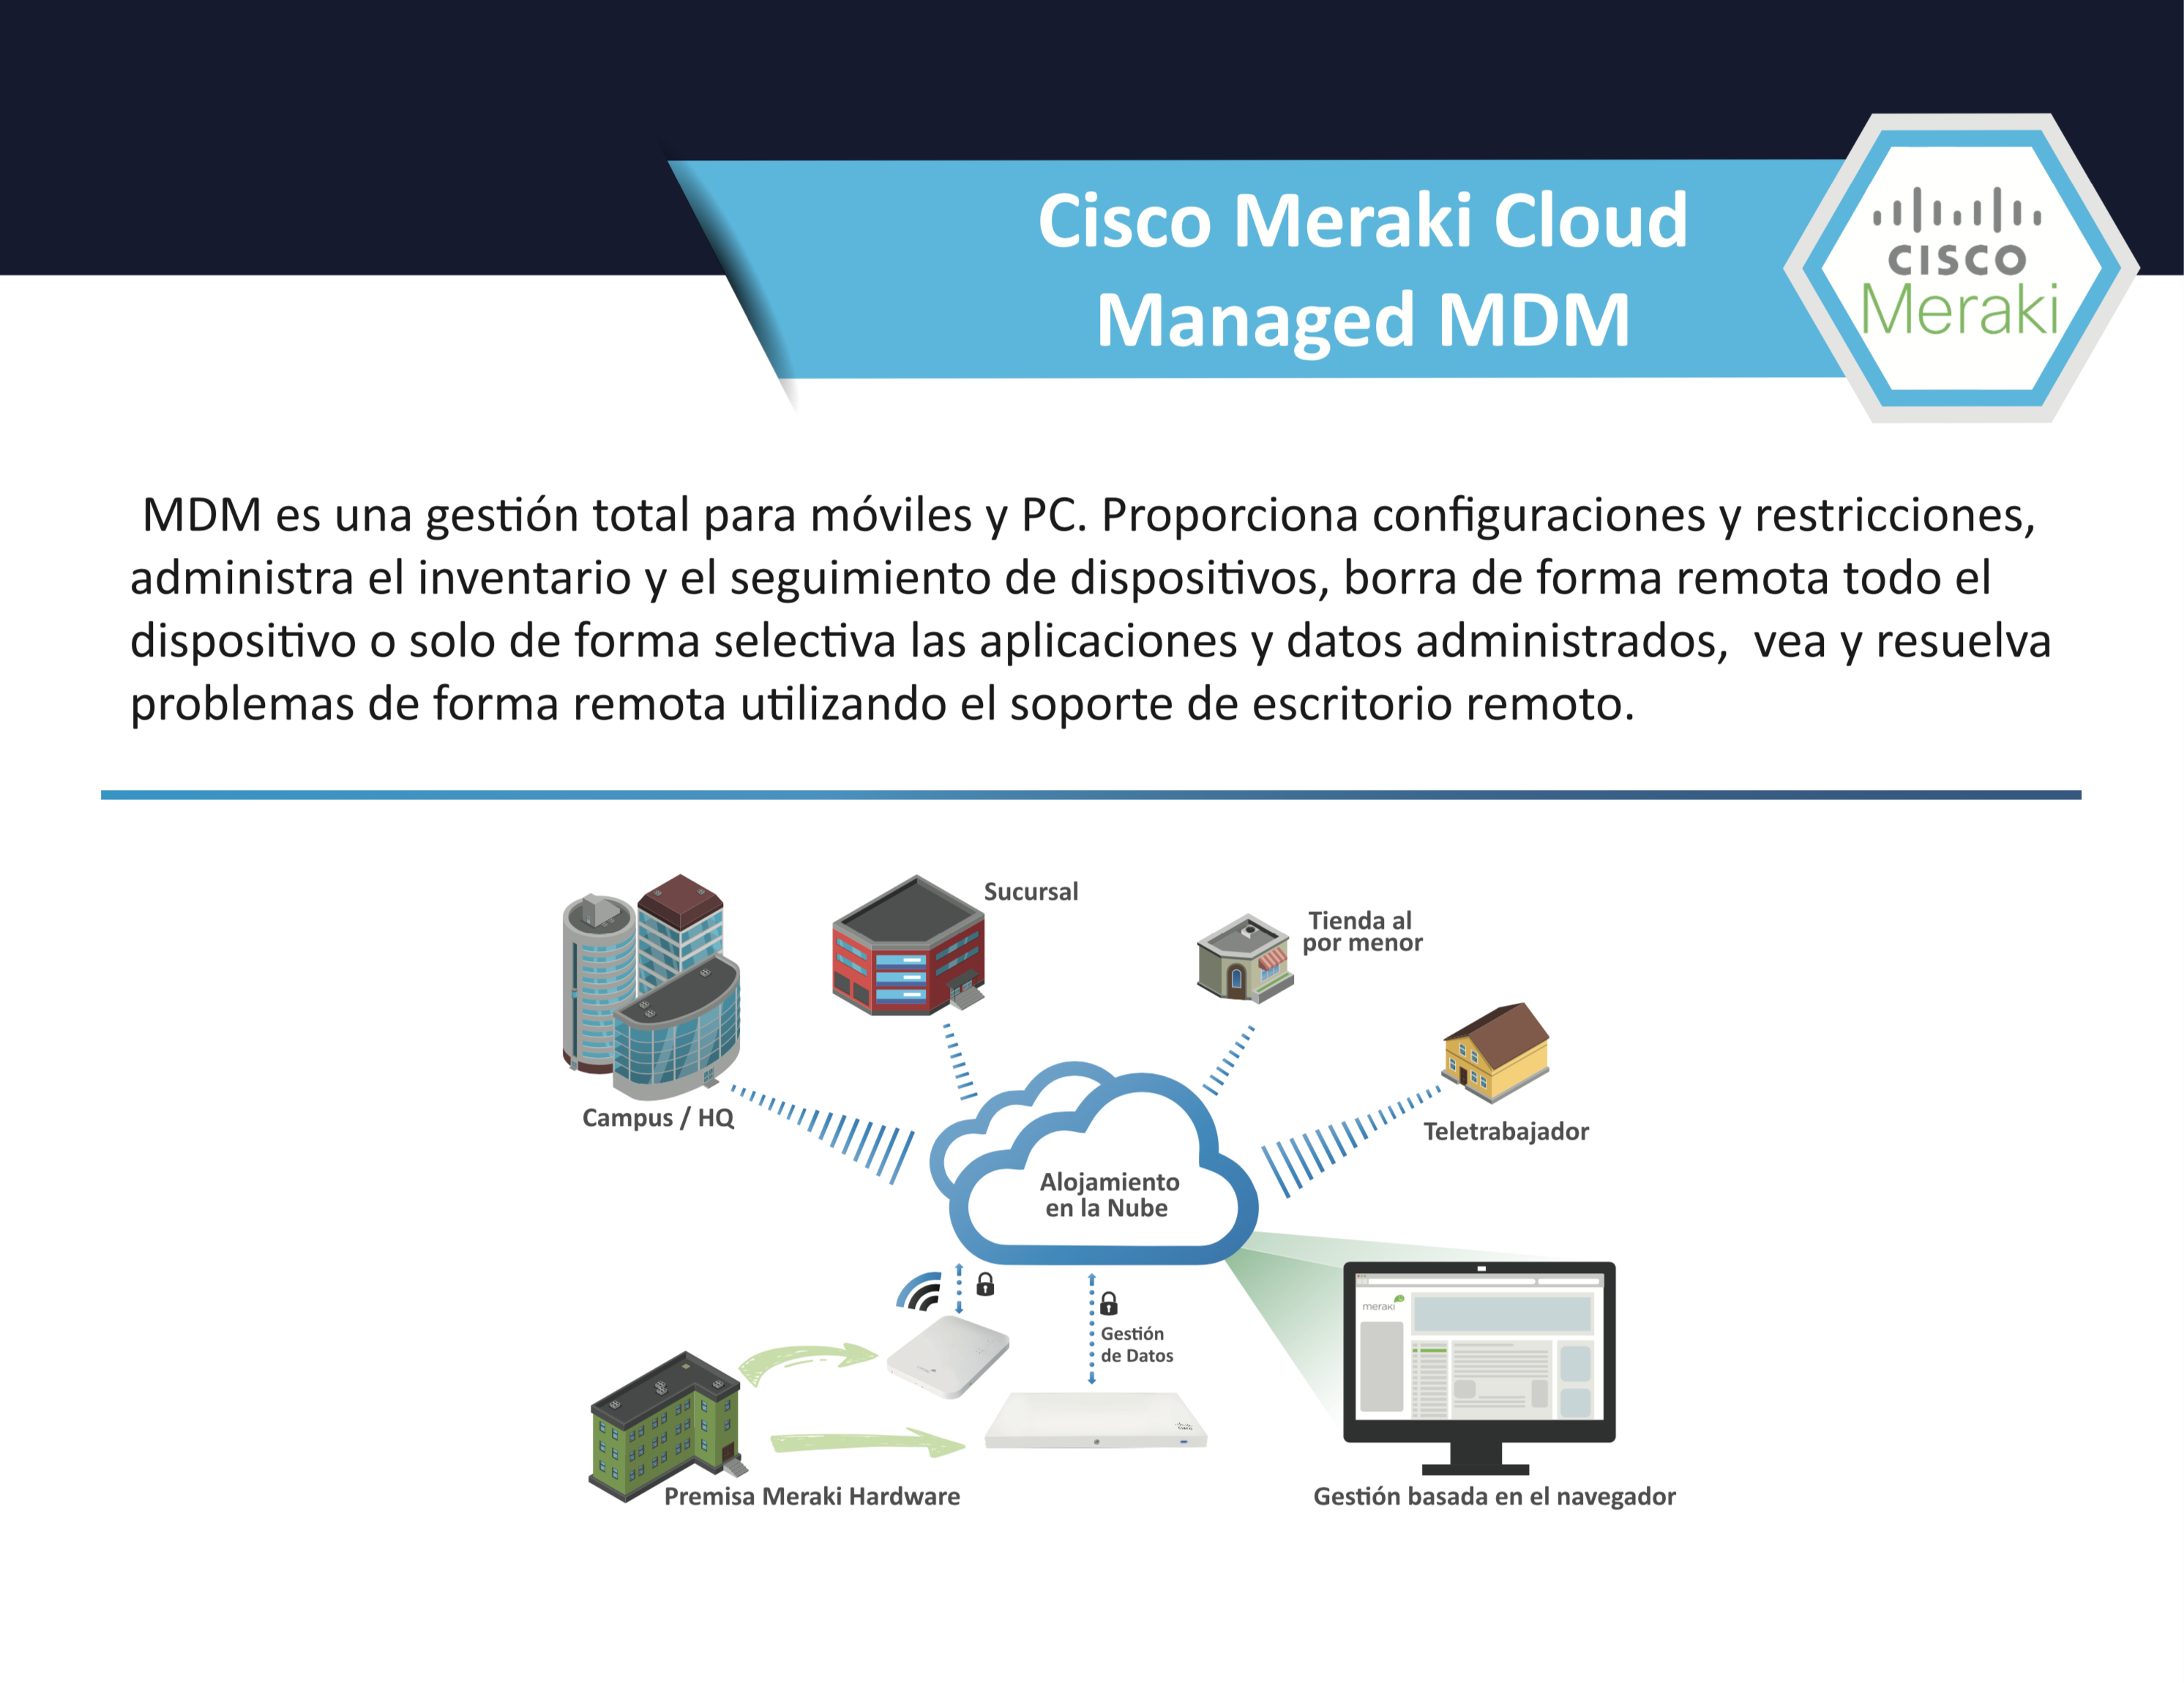 Cisco Meraki Cloud
Managed MDM
CISCO
Meraki
MDM es una gestión total para móviles y PC. Proporciona configuraciones y restricciones,
administra el inventario y el seguimiento de dispositivos, borra de forma remota todo el
dispositivo o solo de forma selectiva las aplicaciones y datos administrados, vea y resuelva
problemas de forma remota utilizando el soporte de escritorio remoto.
Sucursal
Tienda al
por menor
Campus / HQ
Teletrabajador
Alojamiento
en la Nube
Gestión
de Datos
meraki
Premisa Meraki Hardware
Gestión basada en el navegador